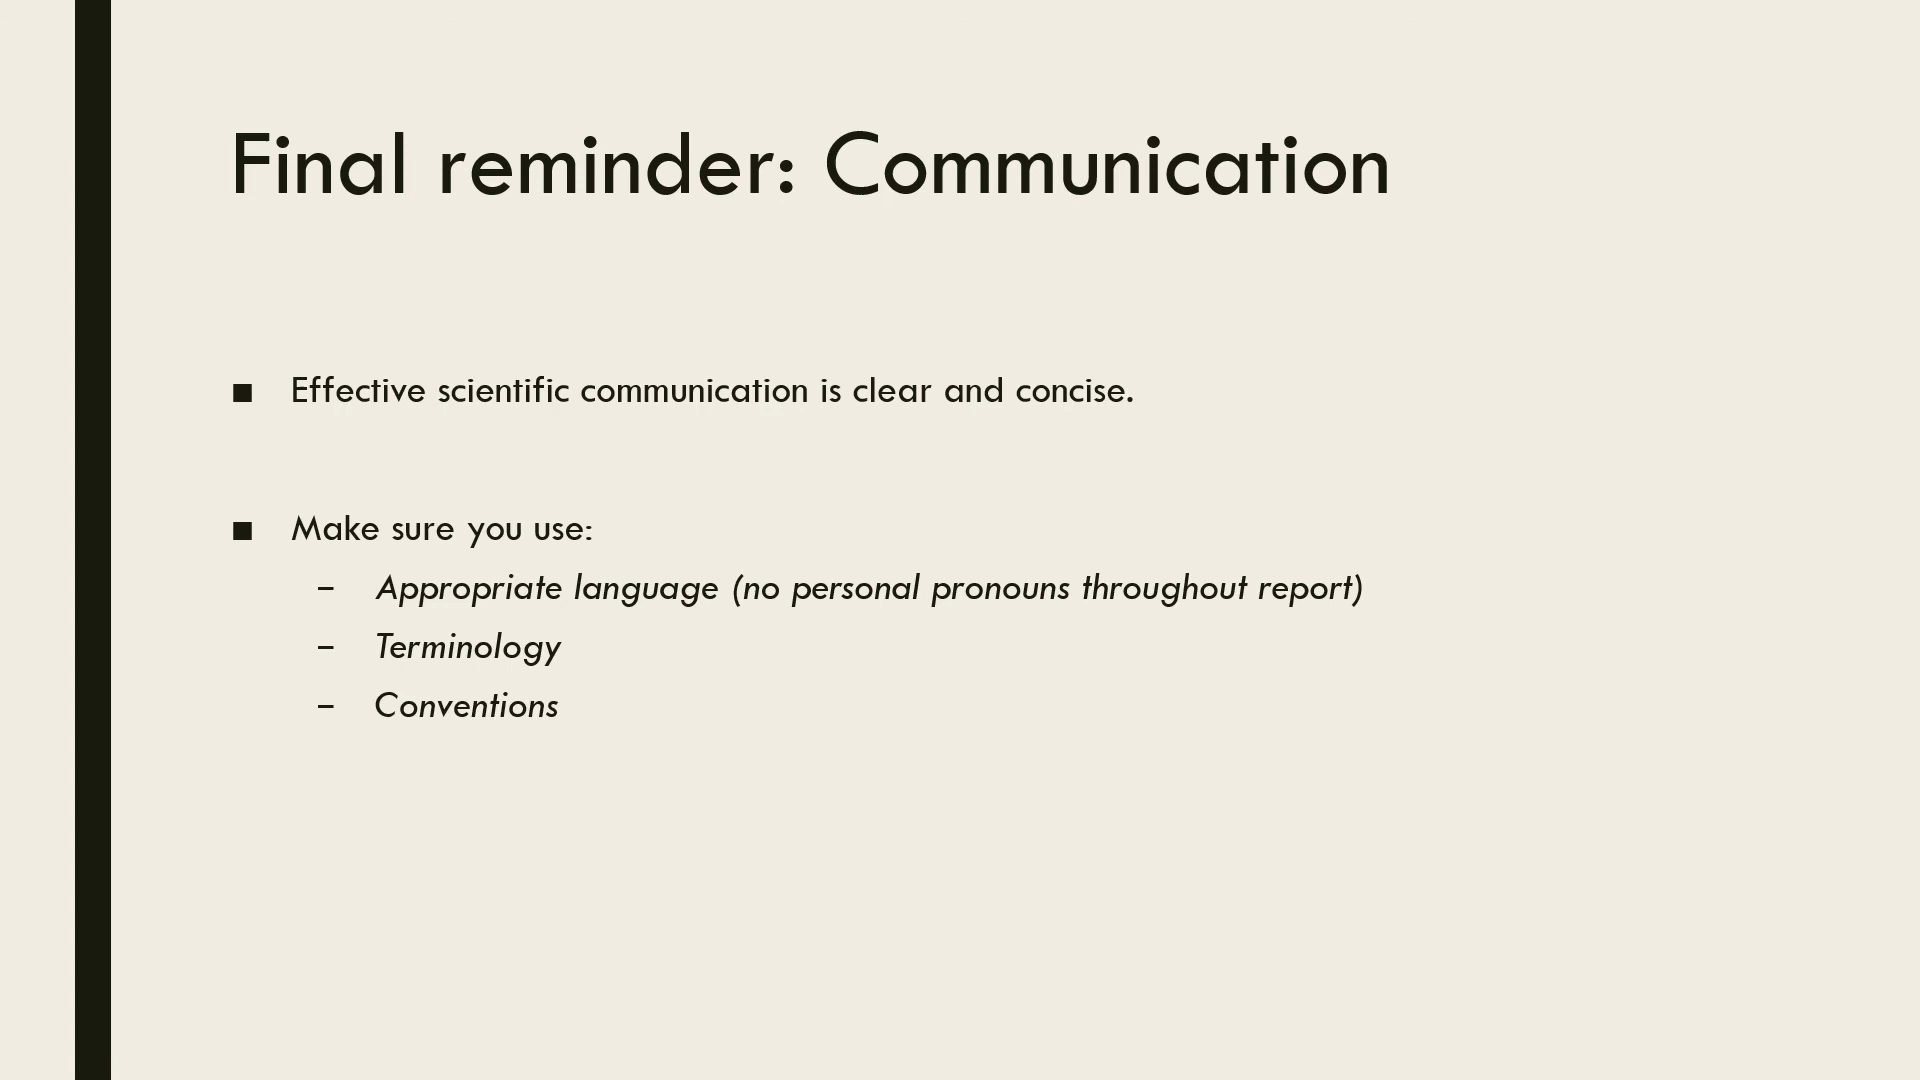 Final reminder: Communication
■ Effective scientific communication is clear and concise.
■ Make sure you use:
– Appropriate language (no personal pronouns throughout report)
– Terminology
– Conventions